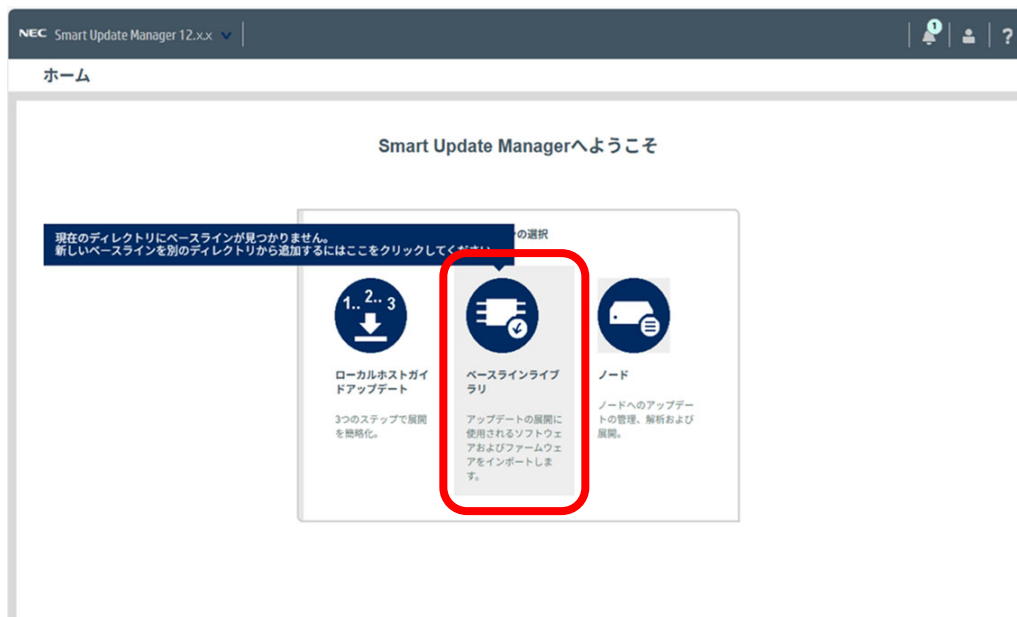 NEC Smart Update Manager 12.x.x
1
?
ホーム
Smart Update Managerへようこそ
の選択
現在のディレクトリにベースラインが見つかりません。
新しいベースラインを別のディレクトリから追加するにはここをクリックしてください
1.. 2.. 3
ローカルホストガイ
ドアップデート
3つのステップで展開
を簡略化。
ベースラインライブ
ラリ
アップデートの展開に
使用されるソフトウェ
アおよびファームウェ
アをインポートしま
す。
ノード
ノードへのアップデー
トの管理、解析および
展開。